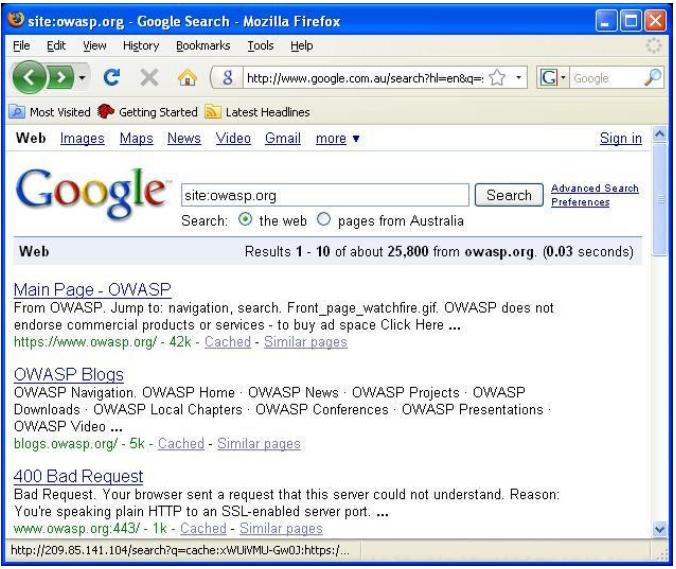 site:owasp.org - Google Search - Mozilla Firefox
File Edit View History Bookmarks Tools Help
http://www.google.com.au/search?hl=en&q=s
Google
Most Visited Getting Started Latest Headlines
Web Images Maps News Video Gmail more ▼ Sign in
Google™ site:owasp.org Search Advanced Search
Preferences
Search: the web pages from Australia
Web Results 1 - 10 of about 25,800 from owasp.org. (0.03 seconds)
Main Page - OWASP
From OWASP. Jump to: navigation, search. Front_page_watchfire.gif. OWASP does not
endorse commercial products or services - to buy ad space Click Here ...
https://www.owasp.org/ - 42k - Cached - Similar pages
OWASP Blogs
OWASP Navigation. OWASP Home · OWASP News · OWASP Projects · OWASP
Downloads · OWASP Local Chapters · OWASP Conferences · OWASP Presentations ·
OWASP Video ...
blogs.owasp.org/ - 5k - Cached - Similar pages
400 Bad Request
Bad Request. Your browser sent a request that this server could not understand. Reason:
You're speaking plain HTTP to an SSL-enabled server port. ...
www.owasp.org:443/ - 1k - Cached - Similar pages
http://209.85.141.104/search?q=cache:xWUiVMU-Gw0J:https:/...